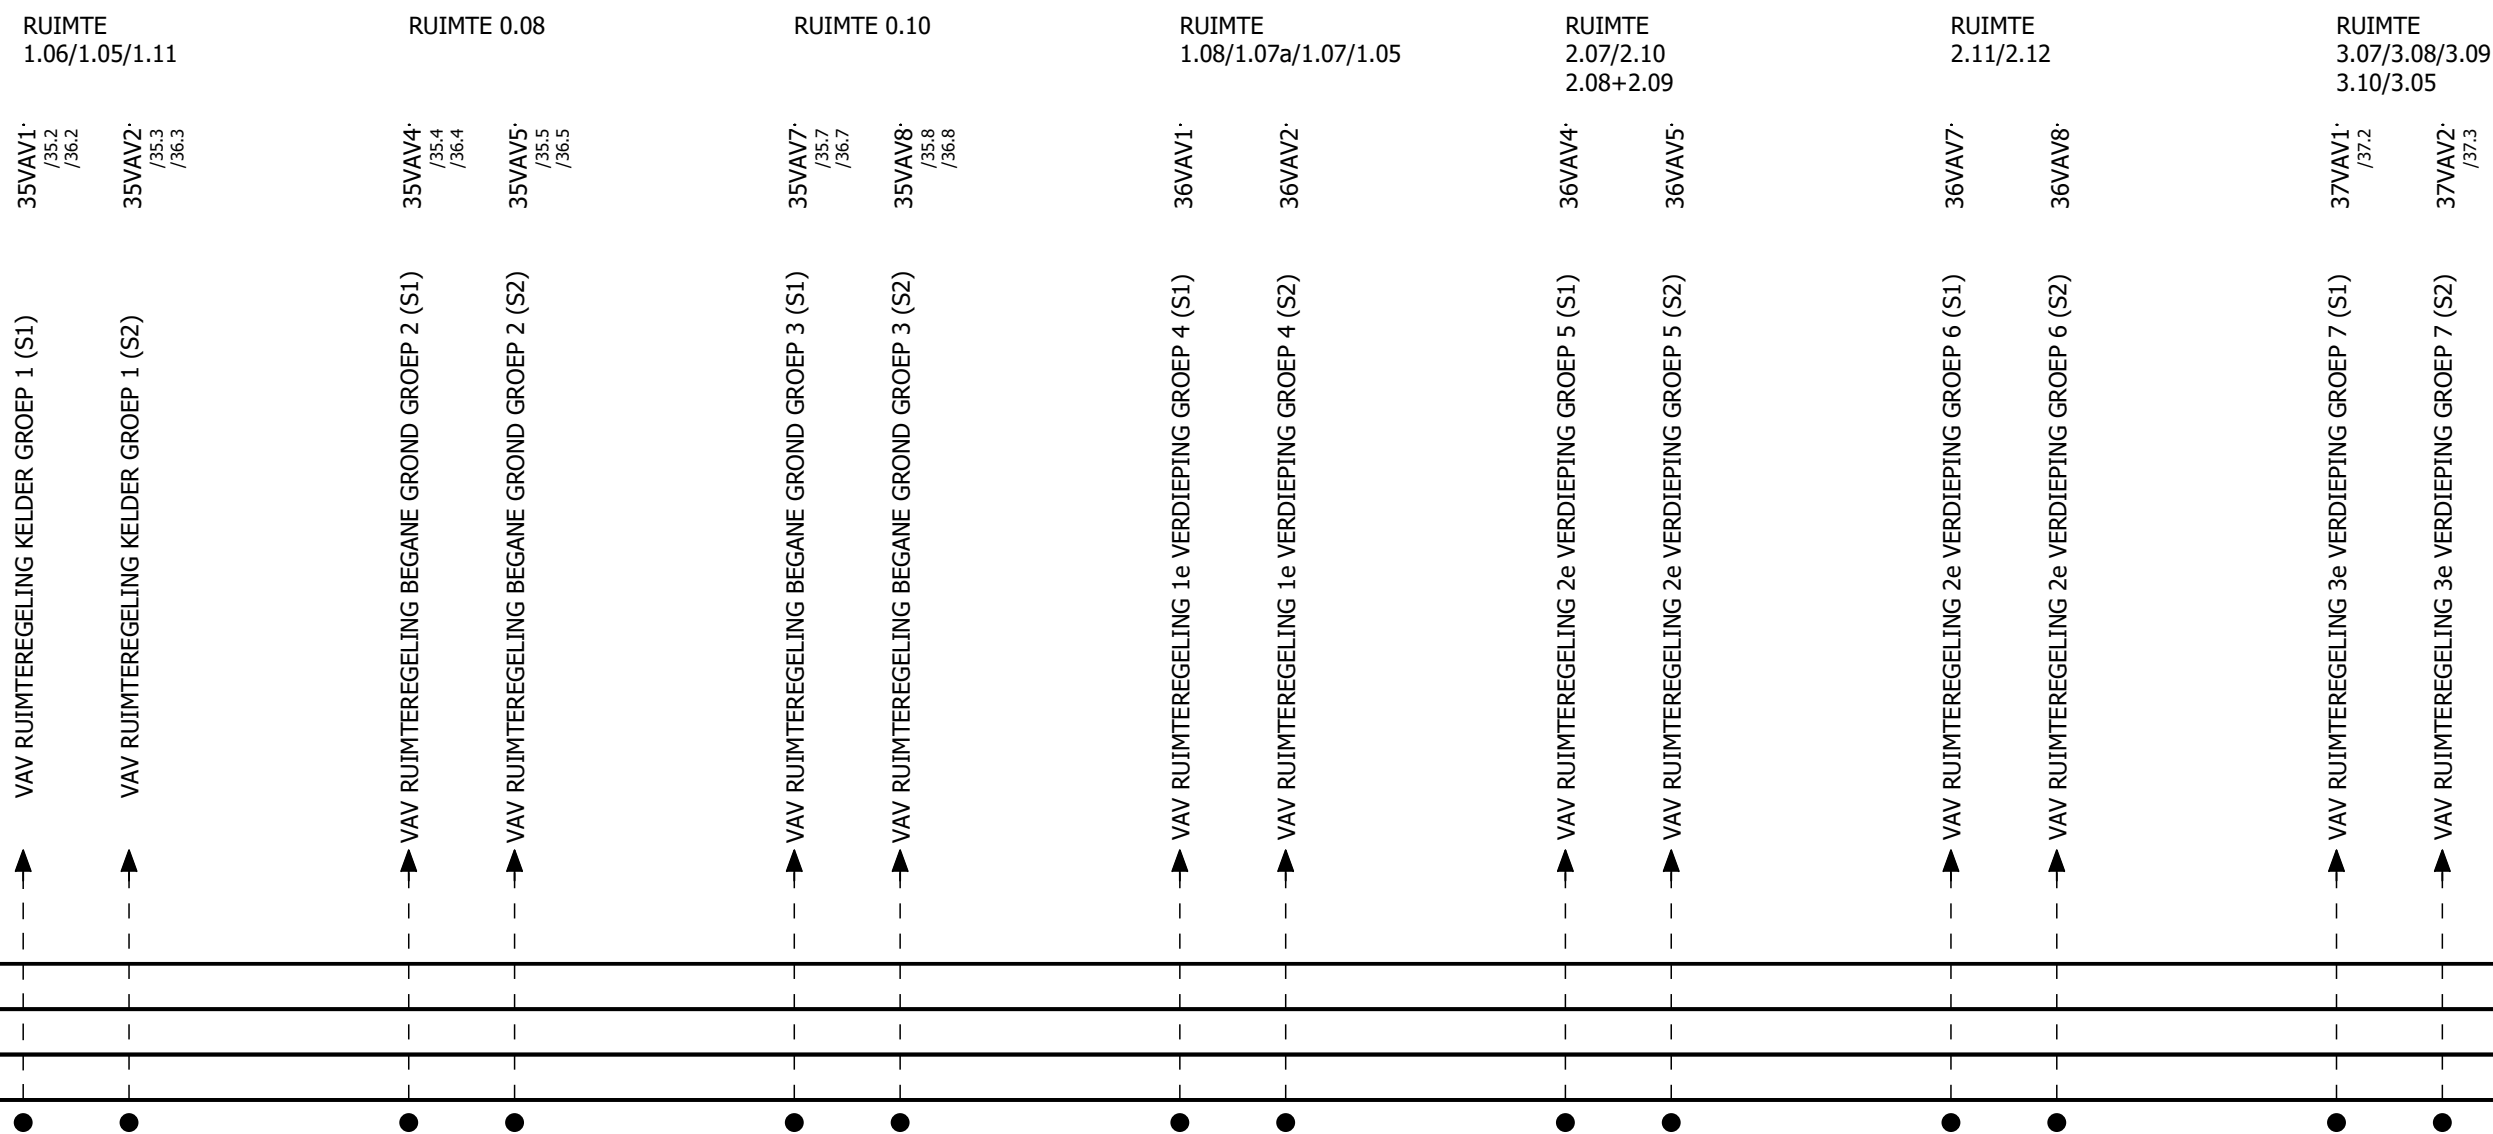 RUIMTE
1.06/1.05/1.11
RUIMTE 0.08
RUIMTE 0.10
RUIMTE
1.08/1.07a/1.07/1.05
RUIMTE
2.07/2.10
2.08+2.09
RUIMTE
2.11/2.12
RUIMTE
3.07/3.08/3.09
3.10/3.05
35VAV1
/35.2
/36.2
35VAV2
/35.3
/36.3
35VAV4
/35.4
/36.4
35VAV5
/35.5
/36.5
35VAV7
/35.7
/36.7
35VAV8
/35.8
/36.8
36VAV1
36VAV2
36VAV4
36VAV5
36VAV7
36VAV8
37VAV1
/37.2
37VAV2
/37.3
VAV RUIMTEREGELING KELDER GROEP 1 (S1)
VAV RUIMTEREGELING KELDER GROEP 1 (S2)
VAV RUIMTEREGELING BEGANE GROND GROEP 2 (S1)
VAV RUIMTEREGELING BEGANE GROND GROEP 2 (S2)
VAV RUIMTEREGELING BEGANE GROND GROEP 3 (S1)
VAV RUIMTEREGELING BEGANE GROND GROEP 3 (S2)
VAV RUIMTEREGELING 1e VERDIEPING GROEP 4 (S1)
VAV RUIMTEREGELING 1e VERDIEPING GROEP 4 (S2)
VAV RUIMTEREGELING 2e VERDIEPING GROEP 5 (S1)
VAV RUIMTEREGELING 2e VERDIEPING GROEP 5 (S2)
VAV RUIMTEREGELING 2e VERDIEPING GROEP 6 (S1)
VAV RUIMTEREGELING 2e VERDIEPING GROEP 6 (S2)
VAV RUIMTEREGELING 3e VERDIEPING GROEP 7 (S1)
VAV RUIMTEREGELING 3e VERDIEPING GROEP 7 (S2)